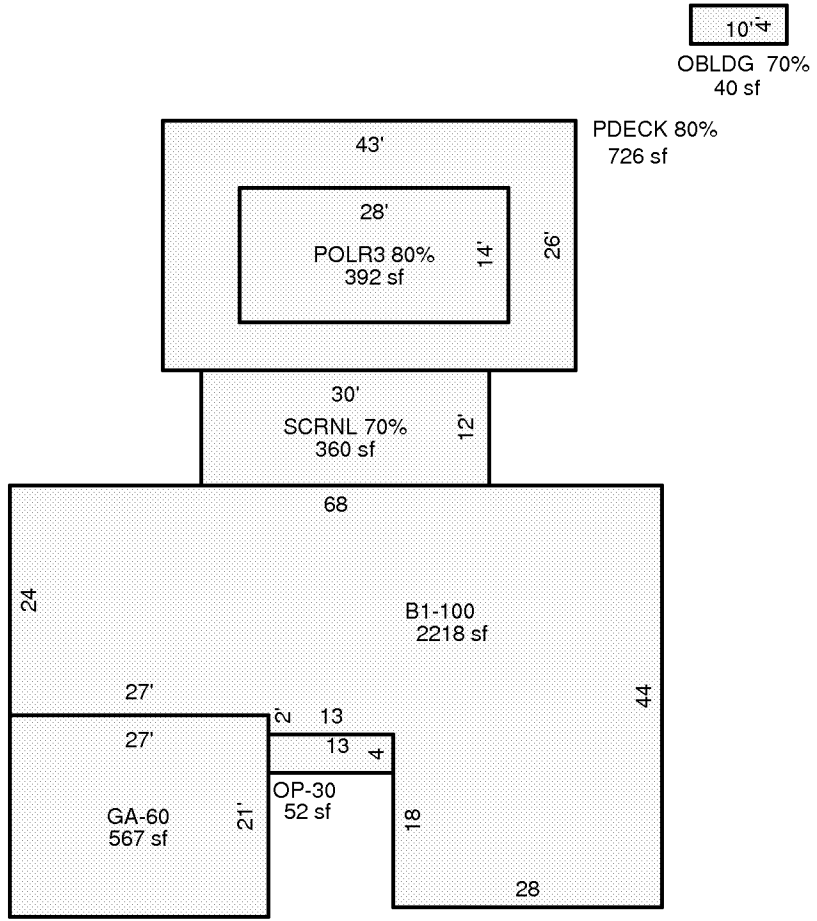 10' 4'
OBLDG 70%
40 sf
PDECK 80%
726 sf
43'
28'
POLR3 80%
392 sf
14'
26'
30'
SCRNL 70%
360 sf
12'
68
24
B1-100
2218 sf
44
27'
2' 13
27'
13 4
OP-30
52 sf
GA-60
567 sf
21'
18
28